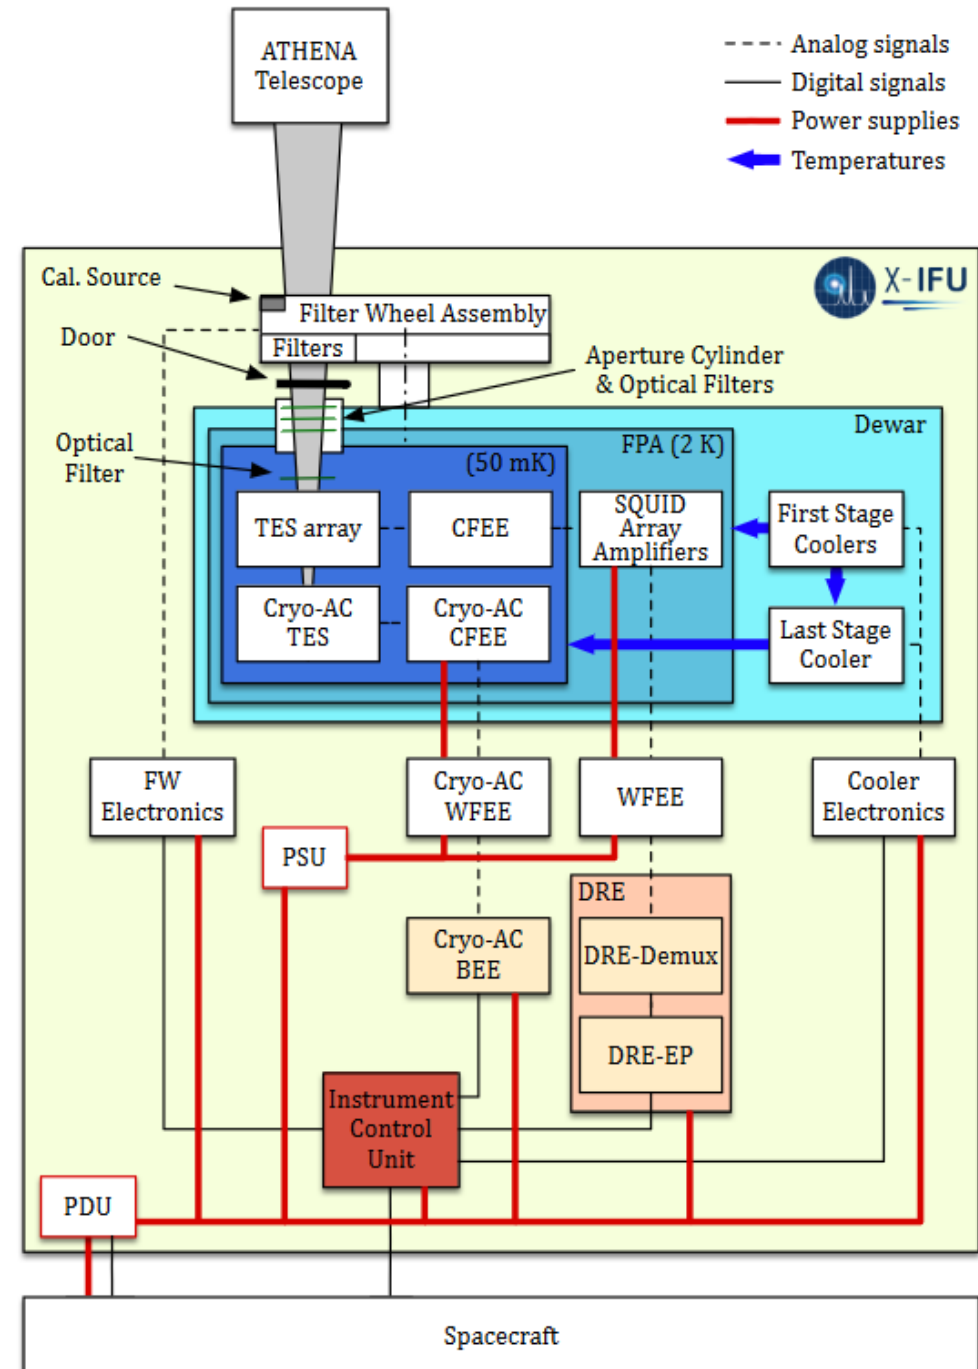 ATHENA
Telescope
Analog signals
Digital signals
Power supplies
Temperatures
X-IFU
Cal. Source
Filter Wheel Assembly
Filters
Door
Aperture Cylinder
& Optical Filters
Dewar
FPA (2 K)
(50 mK)
Optical
Filter
TES array
CFEE
SQUID
Array
Amplifiers
First Stage
Coolers
Cryo-AC
TES
Cryo-AC
CFEE
Last Stage
Cooler
FW
Electronics
Cryo-AC
WFEE
WFEE
Cooler
Electronics
PSU
DRE
Cryo-AC
BEE
DRE-Demux
DRE-EP
Instrument
Control
Unit
PDU
Spacecraft